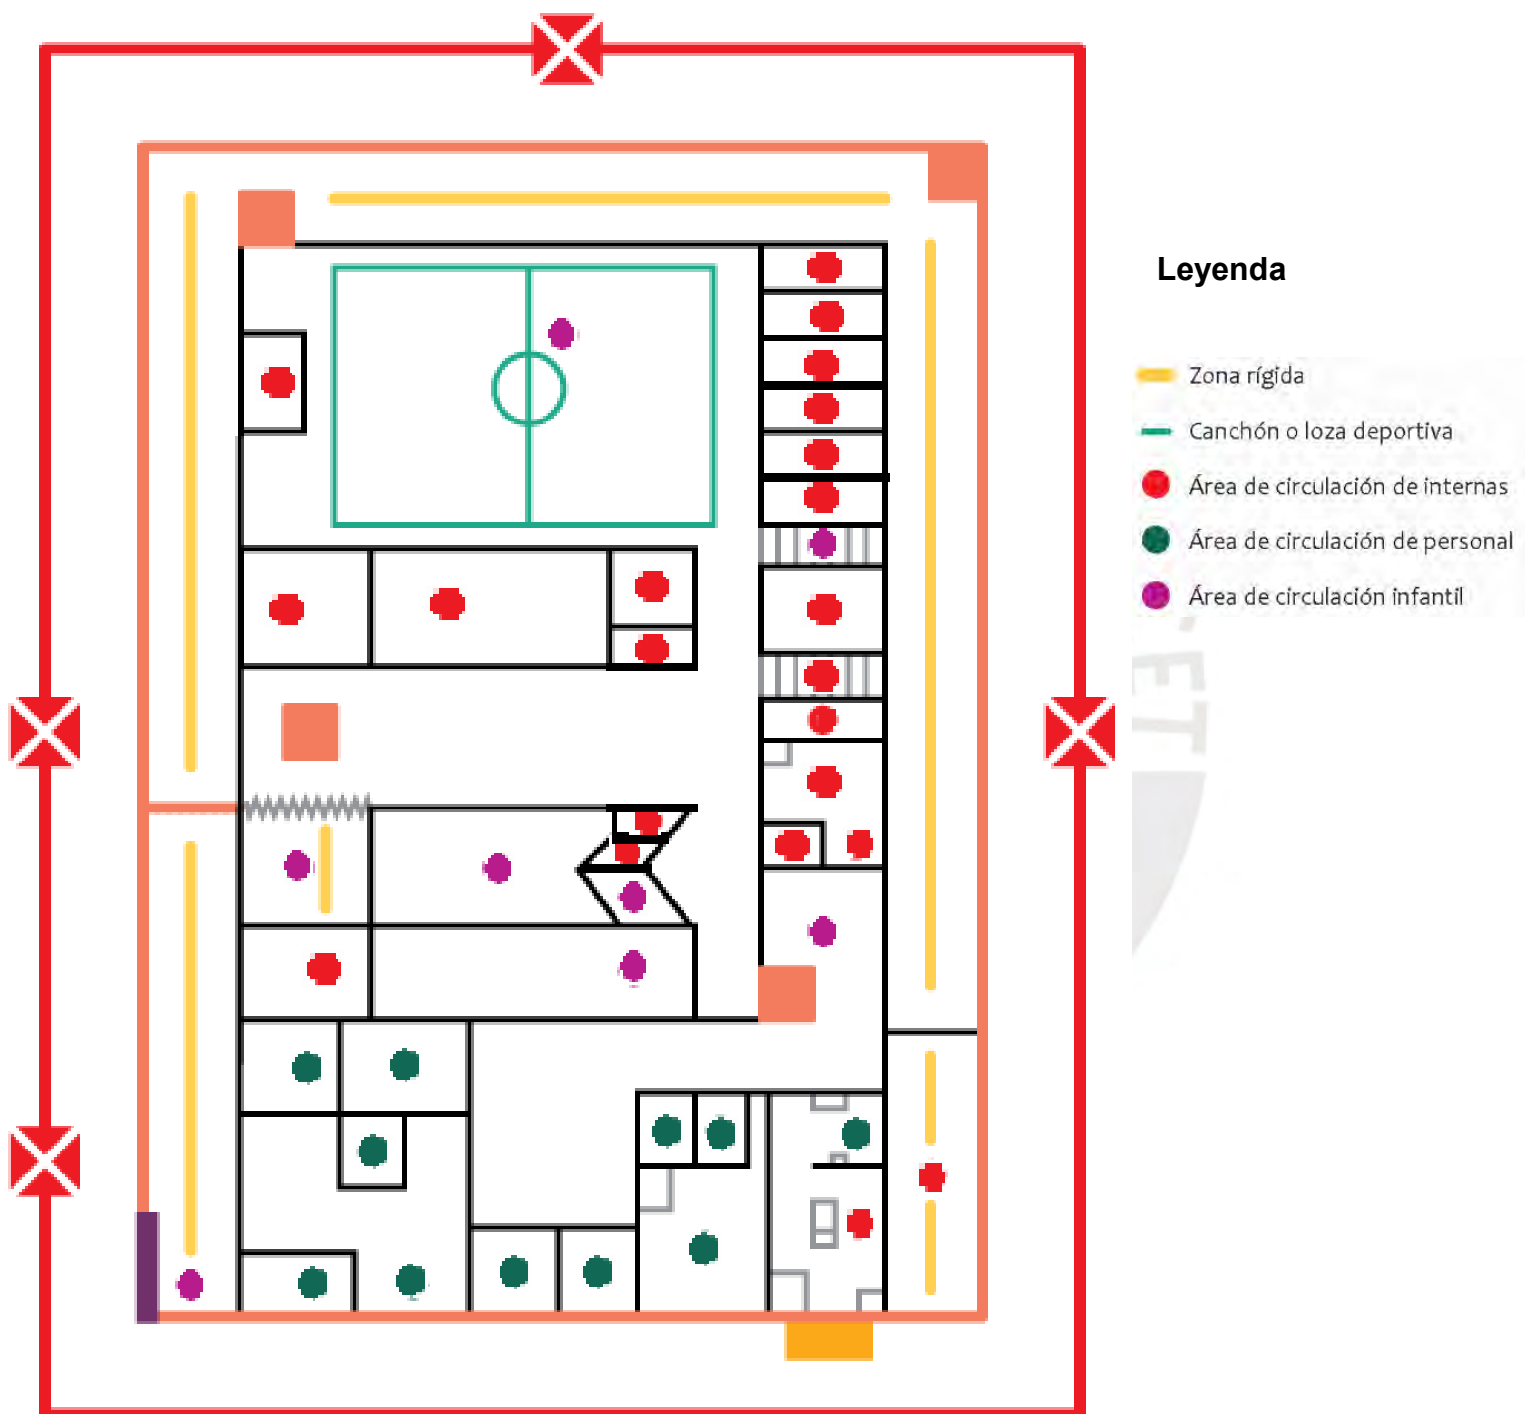 Leyenda
Zona rígida
Canchón o loza deportiva
Área de circulación de internas
Área de circulación de personal
Área de circulación infantil
ET